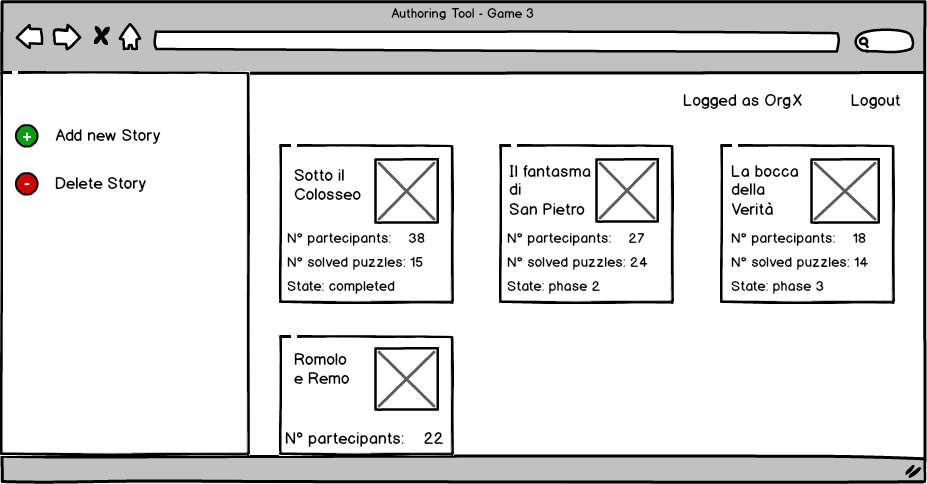 Authoring Tool - Game 3
Logged as OrgX Logout
+ Add new Story
- Delete Story
Sotto il
Colosseo
N° partecipants: 38
N° solved puzzles: 15
State: completed
Il fantasma
di
San Pietro
N° partecipants: 27
N° solved puzzles: 24
State: phase 2
La bocca
della
Verità
N° partecipants: 18
N° solved puzzles: 14
State: phase 3
Romolo
e Remo
N° partecipants: 22